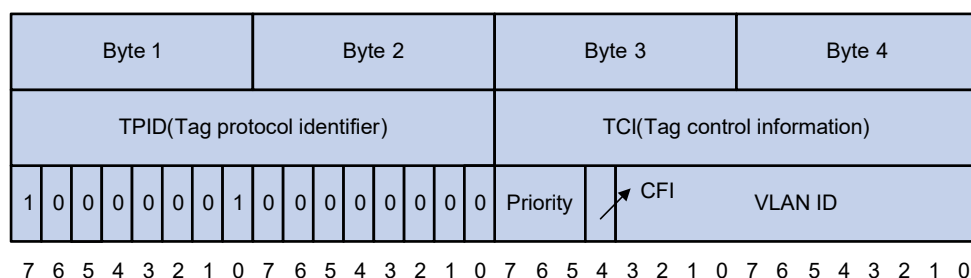 Byte 1 Byte 2 Byte 3 Byte 4
TPID(Tag protocol identifier) TCI(Tag control information)
1 0 0 0 0 0 0 1 0 0 0 0 0 0 0 0 Priority CFI VLAN ID
7 6 5 4 3 2 1 0 7 6 5 4 3 2 1 0 7 6 5 4 3 2 1 0 7 6 5 4 3 2 1 0